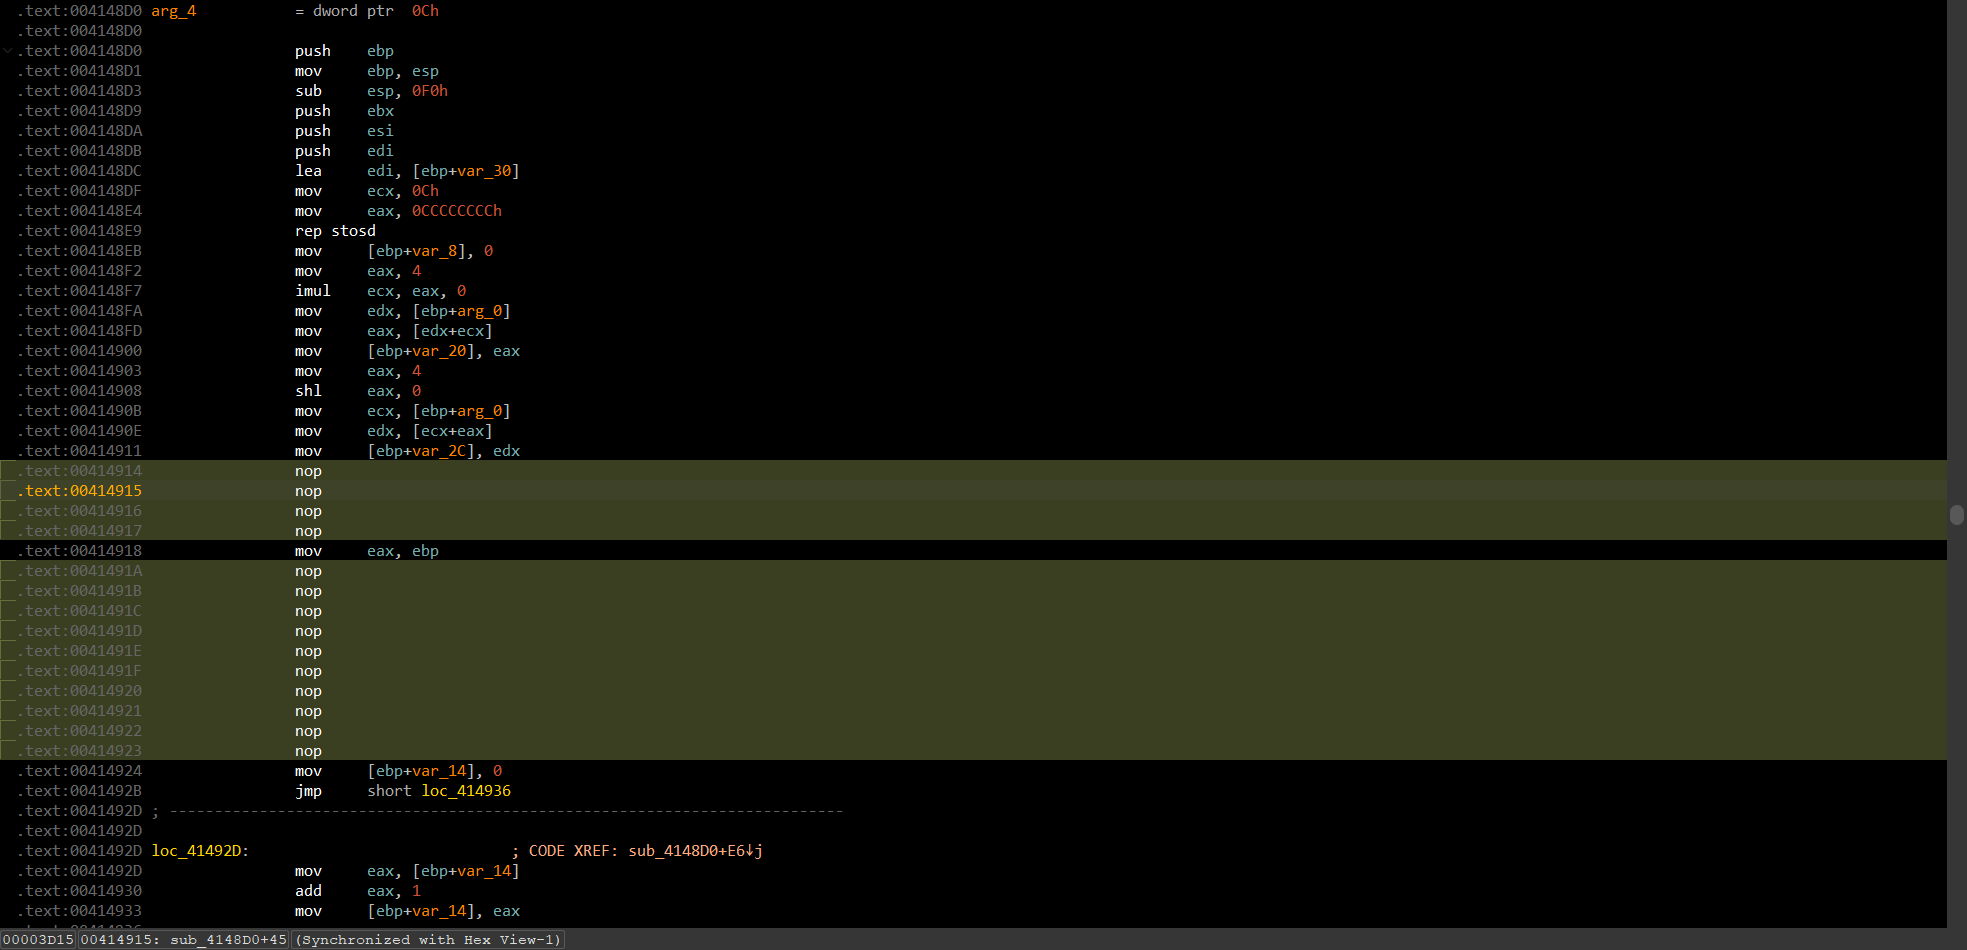 .text:004148D0 arg_4 = dword ptr 0Ch
.text:004148D0
.text:004148D0 push ebp
.text:004148D1 mov ebp, esp
.text:004148D3 sub esp, 0F0h
.text:004148D9 push ebx
.text:004148DA push esi
.text:004148DB push edi
.text:004148DC lea edi, [ebp+var_30]
.text:004148DF mov ecx, 0Ch
.text:004148E4 mov eax, 0CCCCCCCCh
.text:004148E9 rep stosd
.text:004148EB mov [ebp+var_8], 0
.text:004148F2 mov eax, 4
.text:004148F7 imul ecx, eax, 0
.text:004148FA mov edx, [ebp+arg_0]
.text:004148FD mov eax, [edx+ecx]
.text:00414900 mov [ebp+var_20], eax
.text:00414903 mov eax, 4
.text:00414908 shl eax, 0
.text:0041490B mov ecx, [ebp+arg_0]
.text:0041490E mov edx, [ecx+eax]
.text:00414911 mov [ebp+var_2C], edx
.text:00414914 nop
.text:00414915 nop
.text:00414916 nop
.text:00414917 nop
.text:00414918 mov eax, ebp
.text:0041491A nop
.text:0041491B nop
.text:0041491C nop
.text:0041491D nop
.text:0041491E nop
.text:0041491F nop
.text:00414920 nop
.text:00414921 nop
.text:00414922 nop
.text:00414923 nop
.text:00414924 mov [ebp+var_14], 0
.text:0041492B jmp short loc_414936
.text:0041492D ; ---------------------------------------------------------------------------
.text:0041492D
.text:0041492D loc_41492D: ; CODE XREF: sub_4148D0+E6↓j
.text:0041492D mov eax, [ebp+var_14]
.text:00414930 add eax, 1
.text:00414933 mov [ebp+var_14], eax
00003D15 00414915: sub_4148D0+45 (Synchronized with Hex View-1)